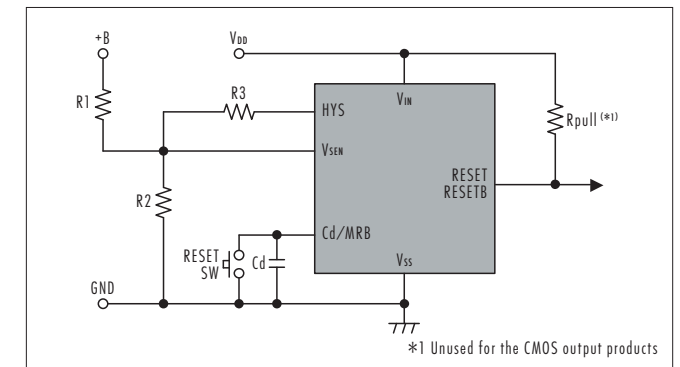 +B
VDD
R1
R3
HYS
VIN
Rpull (*1)
VSEN
RESET
RESETB
R2
Cd/MRB
RESET
SW
Cd
VSS
GND
*1 Unused for the CMOS output products